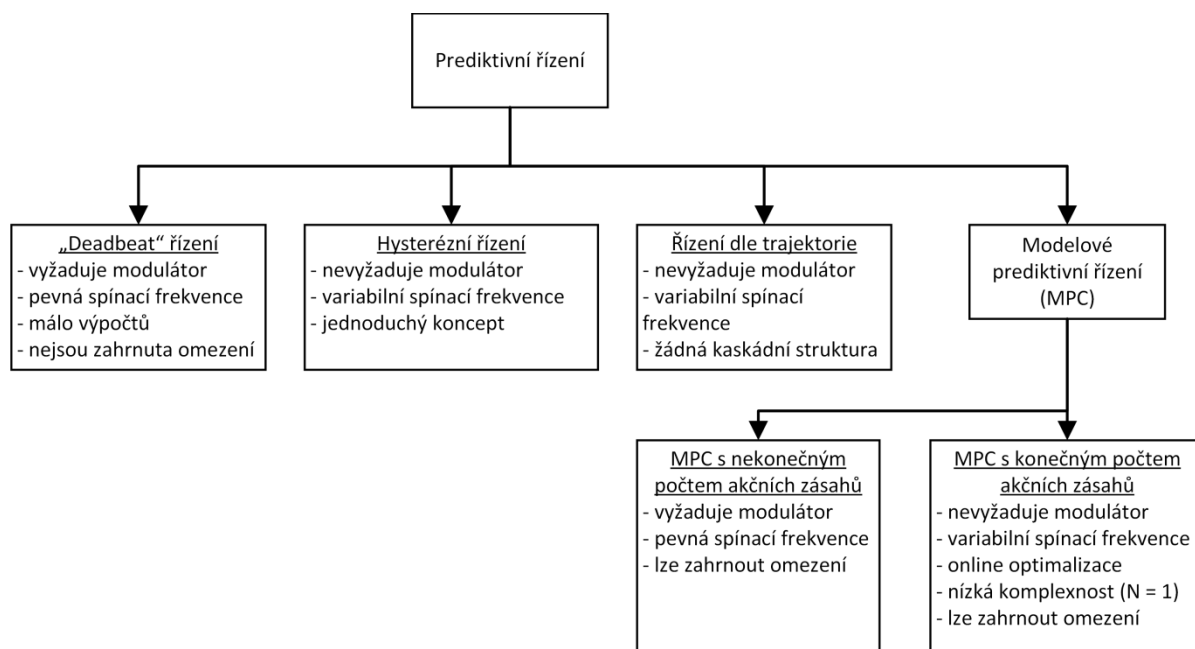 Prediktivní řízení
„Deadbeat“ řízení
- vyžaduje modulátor
- pevná spínací frekvence
- málo výpočtů
- nejsou zahrnuta omezení
Hysterézní řízení
- nevyžaduje modulátor
- variabilní spínací frekvence
- jednoduchý koncept
Řízení dle trajektorie
- nevyžaduje modulátor
- variabilní spínací
frekvence
- žádná kaskádní struktura
Modelové
prediktivní řízení
(MPC)
MPC s nekonečným
počtem akčních zásahů
- vyžaduje modulátor
- pevná spínací frekvence
- lze zahrnout omezení
MPC s konečným počtem
akčních zásahů
- nevyžaduje modulátor
- variabilní spínací frekvence
- online optimalizace
- nízká komplexnost (N = 1)
- lze zahrnout omezení